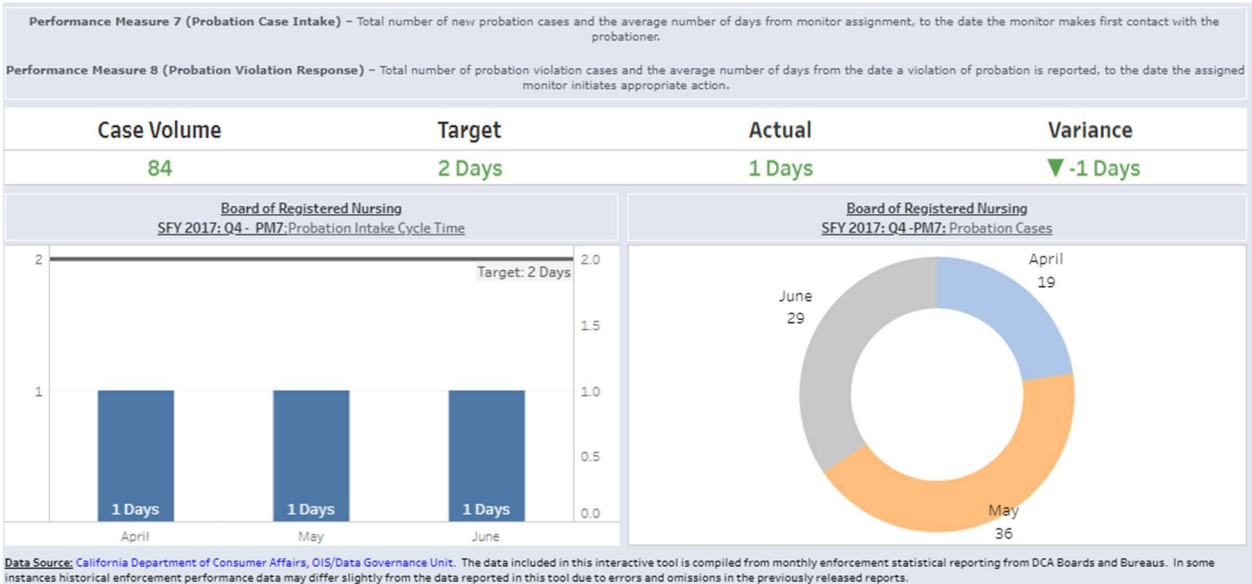 Performance Measure 7 (Probation Case Intake) – Total number of new probation cases and the average number of days from monitor assignment, to the date the monitor makes first contact with the
probationer.
Performance Measure 8 (Probation Violation Response) – Total number of probation violation cases and the average number of days from the date a violation of probation is reported, to the date the assigned
monitor initiates appropriate action.
Case Volume Target Actual Variance
84 2 Days 1 Days ▼ -1 Days
Board of Registered Nursing
SFY 2017: Q4 - PM7:Probation Intake Cycle Time
2 2.0
Target: 2 Days
1.5
1 1.0
0.5
1 Days 1 Days 1 Days
0.0
April May June
Board of Registered Nursing
SFY 2017: Q4 -PM7: Probation Cases
April
19
June
29
May
36
Data Source: California Department of Consumer Affairs, OIS/Data Governance Unit. The data included in this interactive tool is compiled from monthly enforcement statistical reporting from DCA Boards and Bureaus. In some
instances historical enforcement performance data may differ slightly from the data reported in this tool due to errors and omissions in the previously released reports.